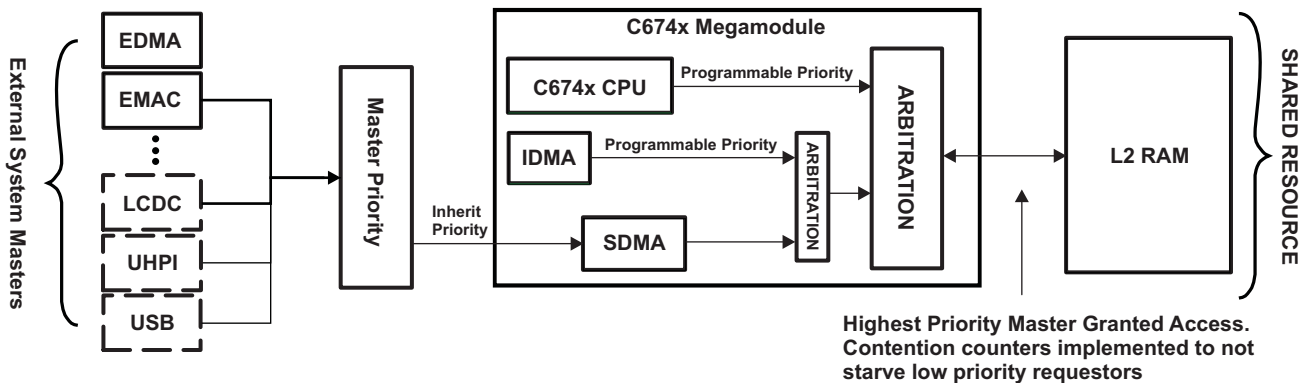 External System Masters
EDMA
EMAC
LCDC
UHPI
USB
Master Priority
Inherit
Priority
C674x Megamodule
C674x CPU
Programmable Priority
IDMA
Programmable Priority
SDMA
ARBITRATION
ARBITRATION
L2 RAM
SHARED RESOURCE
Highest Priority Master Granted Access.
Contention counters implemented to not
starve low priority requestors